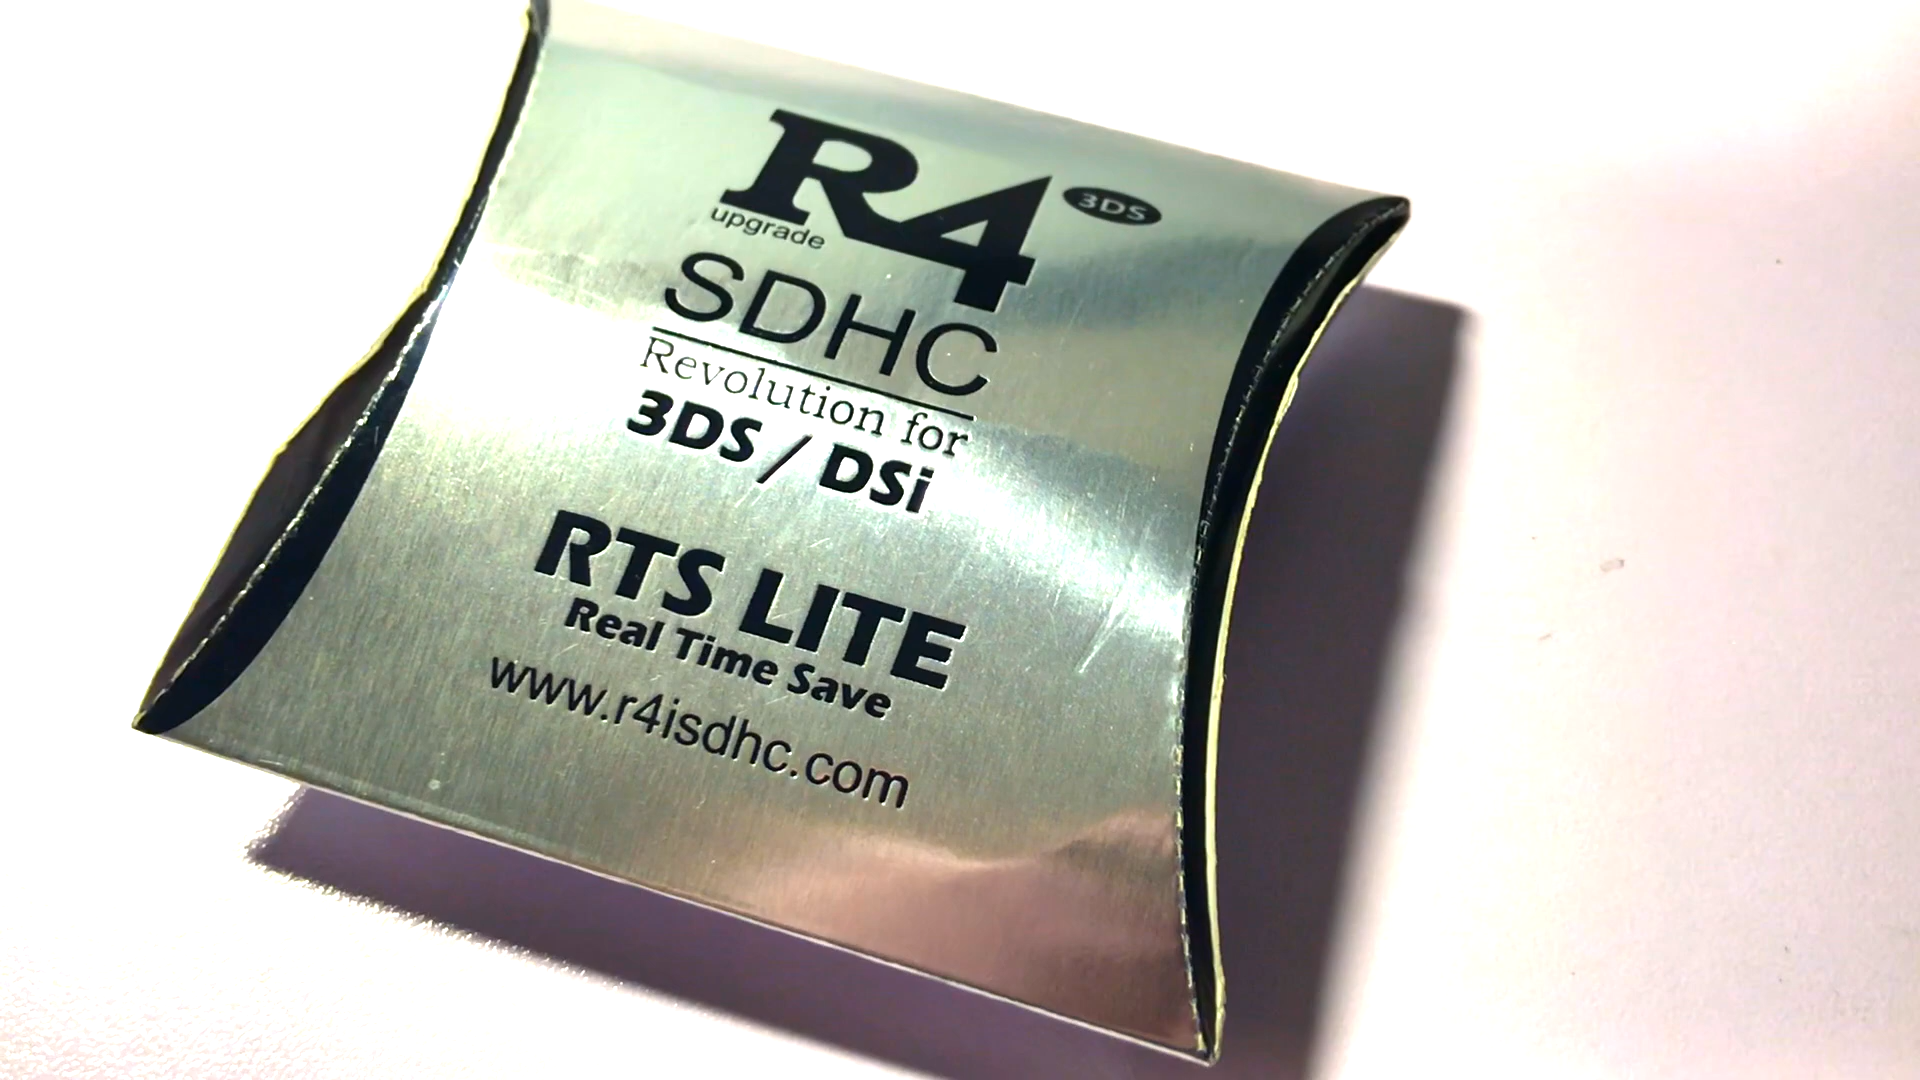 R4 3DS
upgrade
SDHC
Revolution for
3DS / DSi
RTS LITE
Real Time Save
www.r4isdhc.com